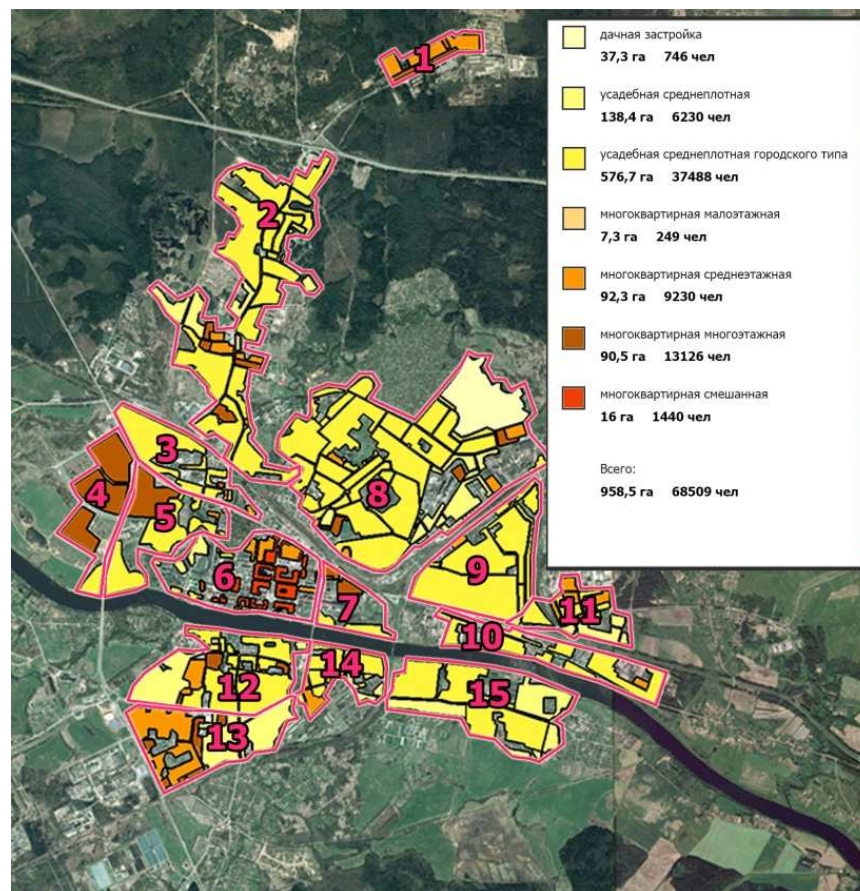 дачная застройка
37,3 га 746 чел
усадебная среднеплотная
138,4 га 6230 чел
усадебная среднеплотная городского типа
576,7 га 37488 чел
многоквартирная малоэтажная
7,3 га 249 чел
многоквартирная среднеэтажная
92,3 га 9230 чел
многоквартирная многоэтажная
90,5 га 13126 чел
многоквартирная смешанная
16 га 1440 чел
Всего:
958,5 га 68509 чел
1
2
3
4
5
6
7
8
9
10
11
12
13
14
15